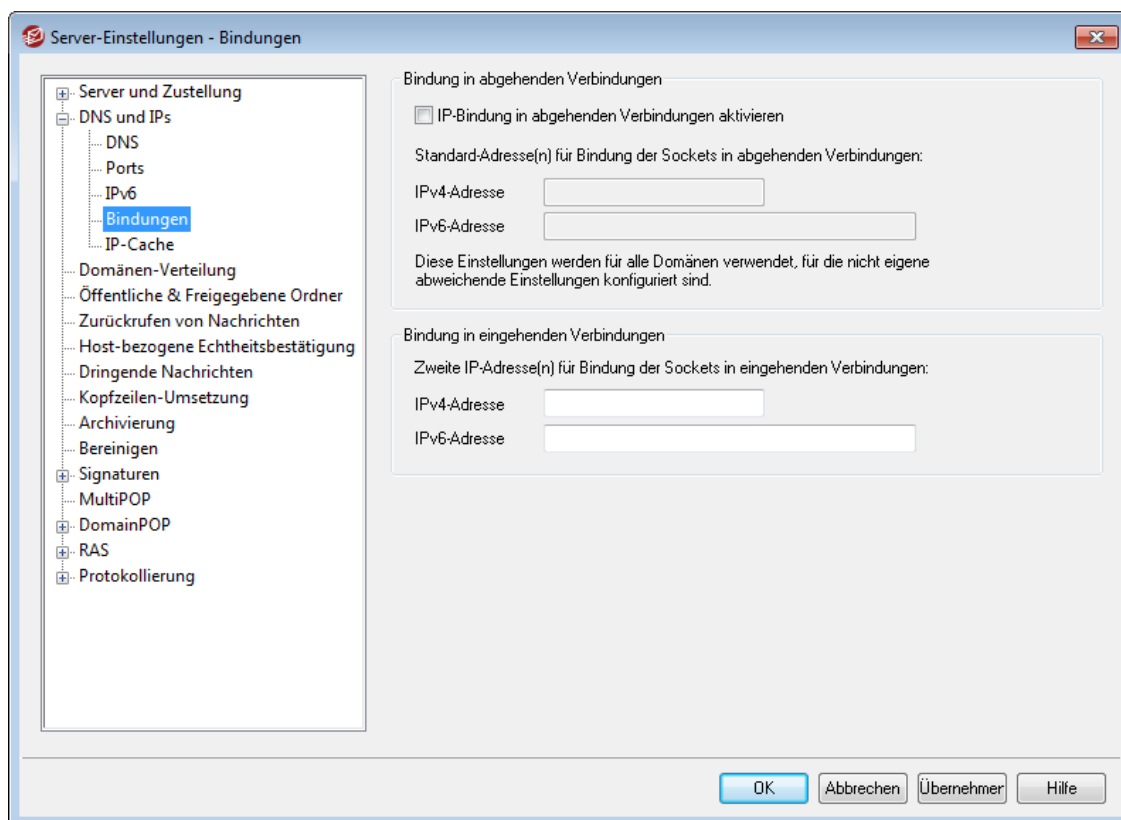 Server-Einstellungen - Bindungen
Server und Zustellung
DNS und IPs
DNS
Ports
IPv6
Bindungen
IP-Cache
Domänen-Verteilung
Öffentliche & Freigegebene Ordner
Zurückrufen von Nachrichten
Host-bezogene Echtheitsbestätigung
Dringende Nachrichten
Kopfzeilen-Umsetzung
Archivierung
Bereinigen
Signaturen
MultiPOP
DomainPOP
RAS
Protokollierung
Bindung in abgehenden Verbindungen
IP-Bindung in abgehenden Verbindungen aktivieren
Standard-Adresse(n) für Bindung der Sockets in abgehenden Verbindungen:
IPv4-Adresse
IPv6-Adresse
Diese Einstellungen werden für alle Domänen verwendet, für die nicht eigene
abweichende Einstellungen konfiguriert sind.
Bindung in eingehenden Verbindungen
Zweite IP-Adresse(n) für Bindung der Sockets in eingehenden Verbindungen:
IPv4-Adresse
IPv6-Adresse
OK
Abbrechen
Übernehmer
Hilfe